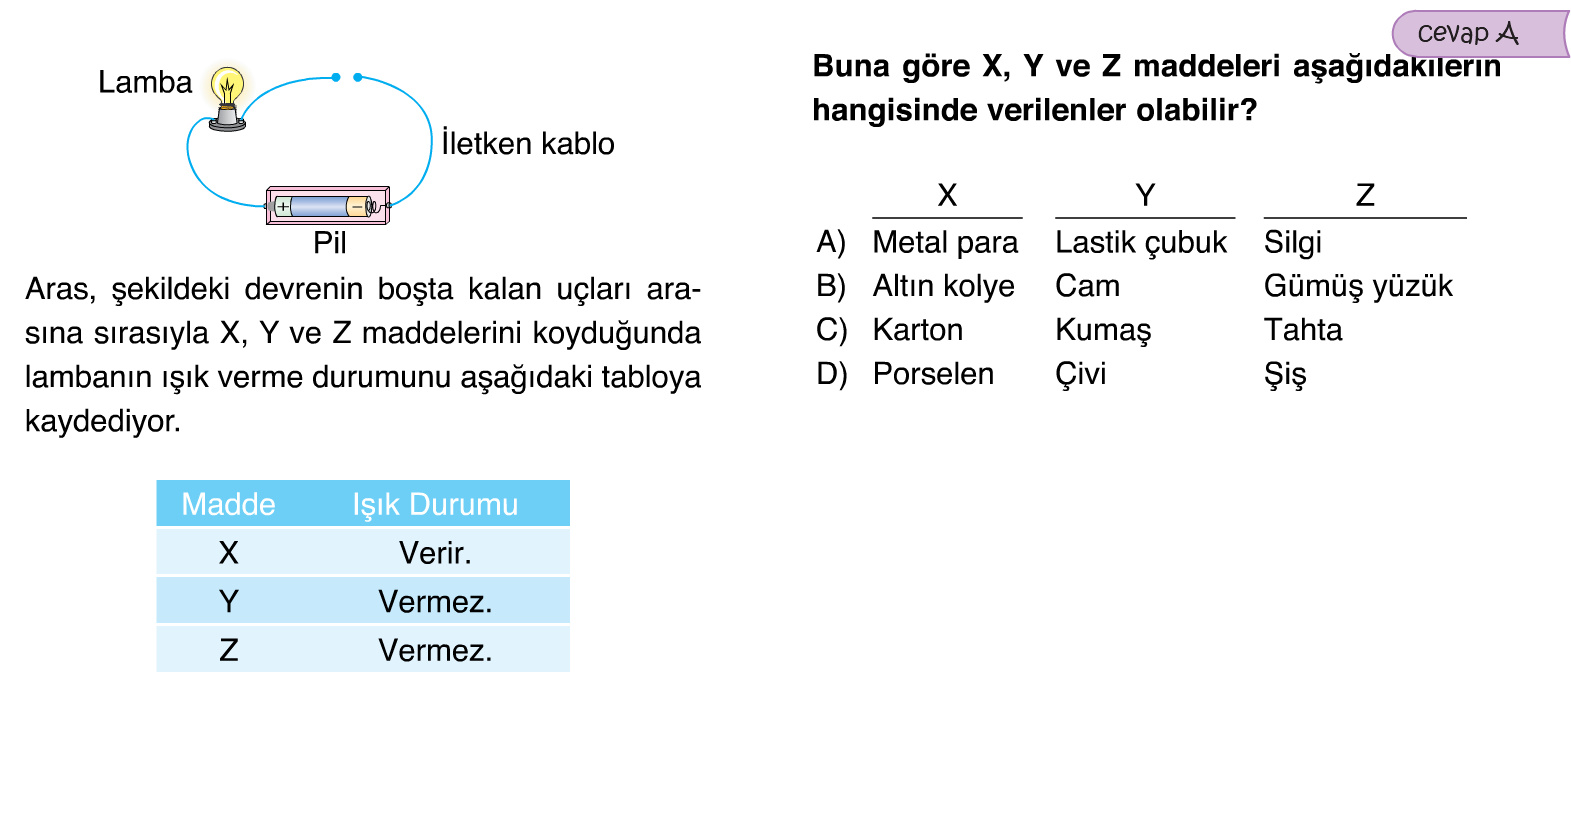 Lamba
İletken kablo
+ −
Pil
Aras, şekildeki devrenin boşta kalan uçları ara-
sına sırasıyla X, Y ve Z maddelerini koyduğunda
lambanın ışık verme durumunu aşağıdaki tabloya
kaydediyor.
Madde Işık Durumu
X Verir.
Y Vermez.
Z Vermez.
cevap A
Buna göre X, Y ve Z maddeleri aşağıdakilerin
hangisinde verilenler olabilir?
X Y Z
A) Metal para Lastik çubuk Silgi
B) Altın kolye Cam Gümüş yüzük
C) Karton Kumaş Tahta
D) Porselen Çivi Şiş